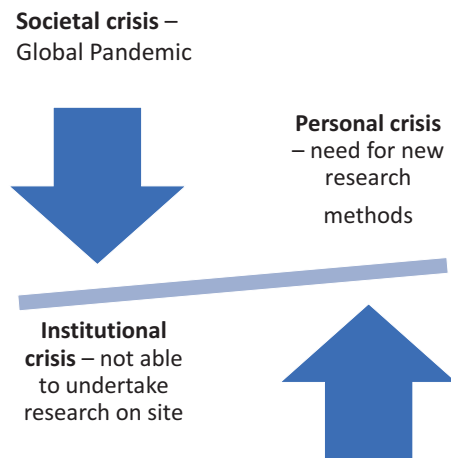 Societal crisis –
Global Pandemic
Personal crisis
– need for new
research
methods
Institutional
crisis – not able
to undertake
research on site